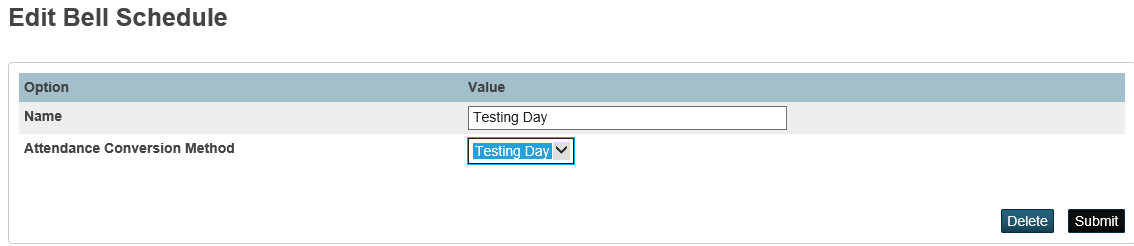 Edit Bell Schedule
Option Value
Name Testing Day
Attendance Conversion Method Testing Day
Delete Submit